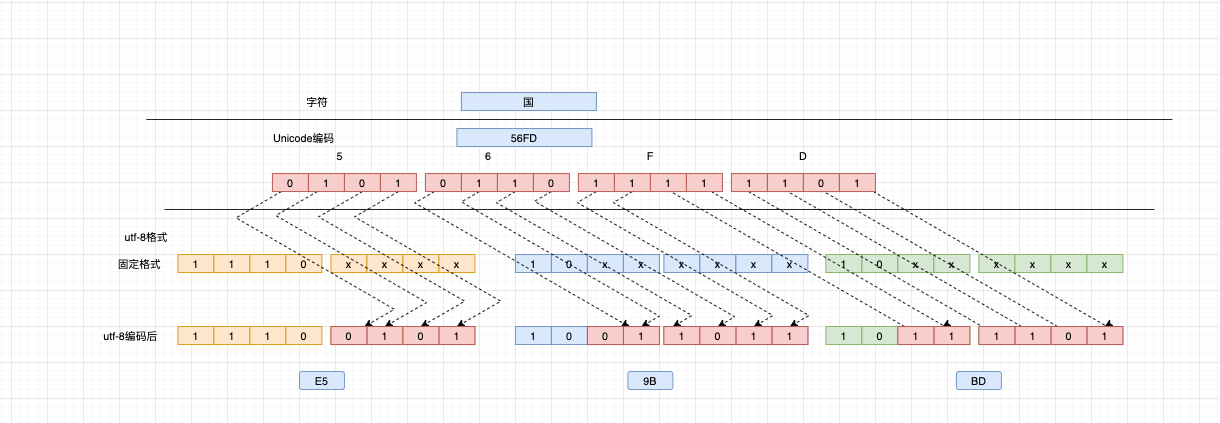 字符 国
Unicode编码 56FD
5 6 F D
0 1 0 1 0 1 1 0 1 1 1 1 1 1 0 1
utf-8格式
固定格式 1 1 1 0 x x x x 1 0 x x x x x x 1 0 x x x x x x
utf-8编码后 1 1 1 0 0 1 0 1 1 0 0 1 1 0 1 1 1 0 1 1 1 1 0 1
E5 9B BD